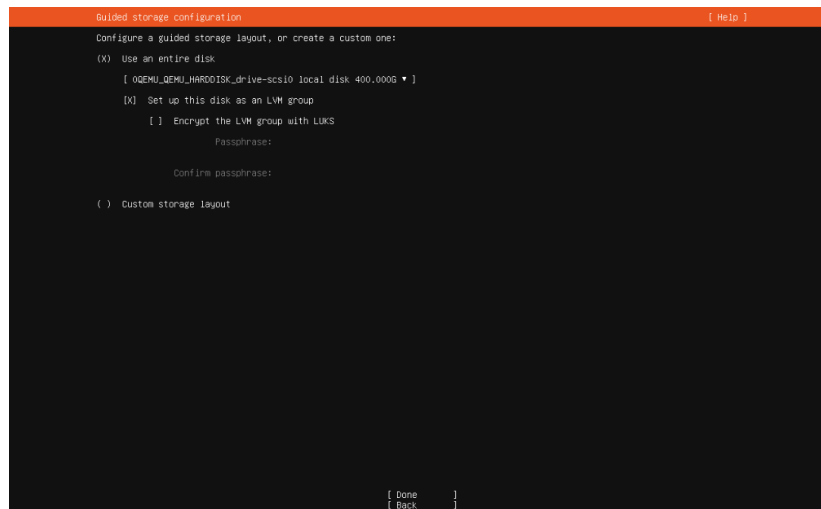 Guided storage configuration [ Help ]
Configure a guided storage layout, or create a custom one:
(X) Use an entire disk
[ 0QEMU_QEMU_HARDDISK_drive-scsi0 local disk 400.000G ▾ ]
[X] Set up this disk as an LVM group
[ ] Encrypt the LVM group with LUKS
Passphrase:
Confirm passphrase:
( ) Custom storage layout
[ Done ]
[ Back ]